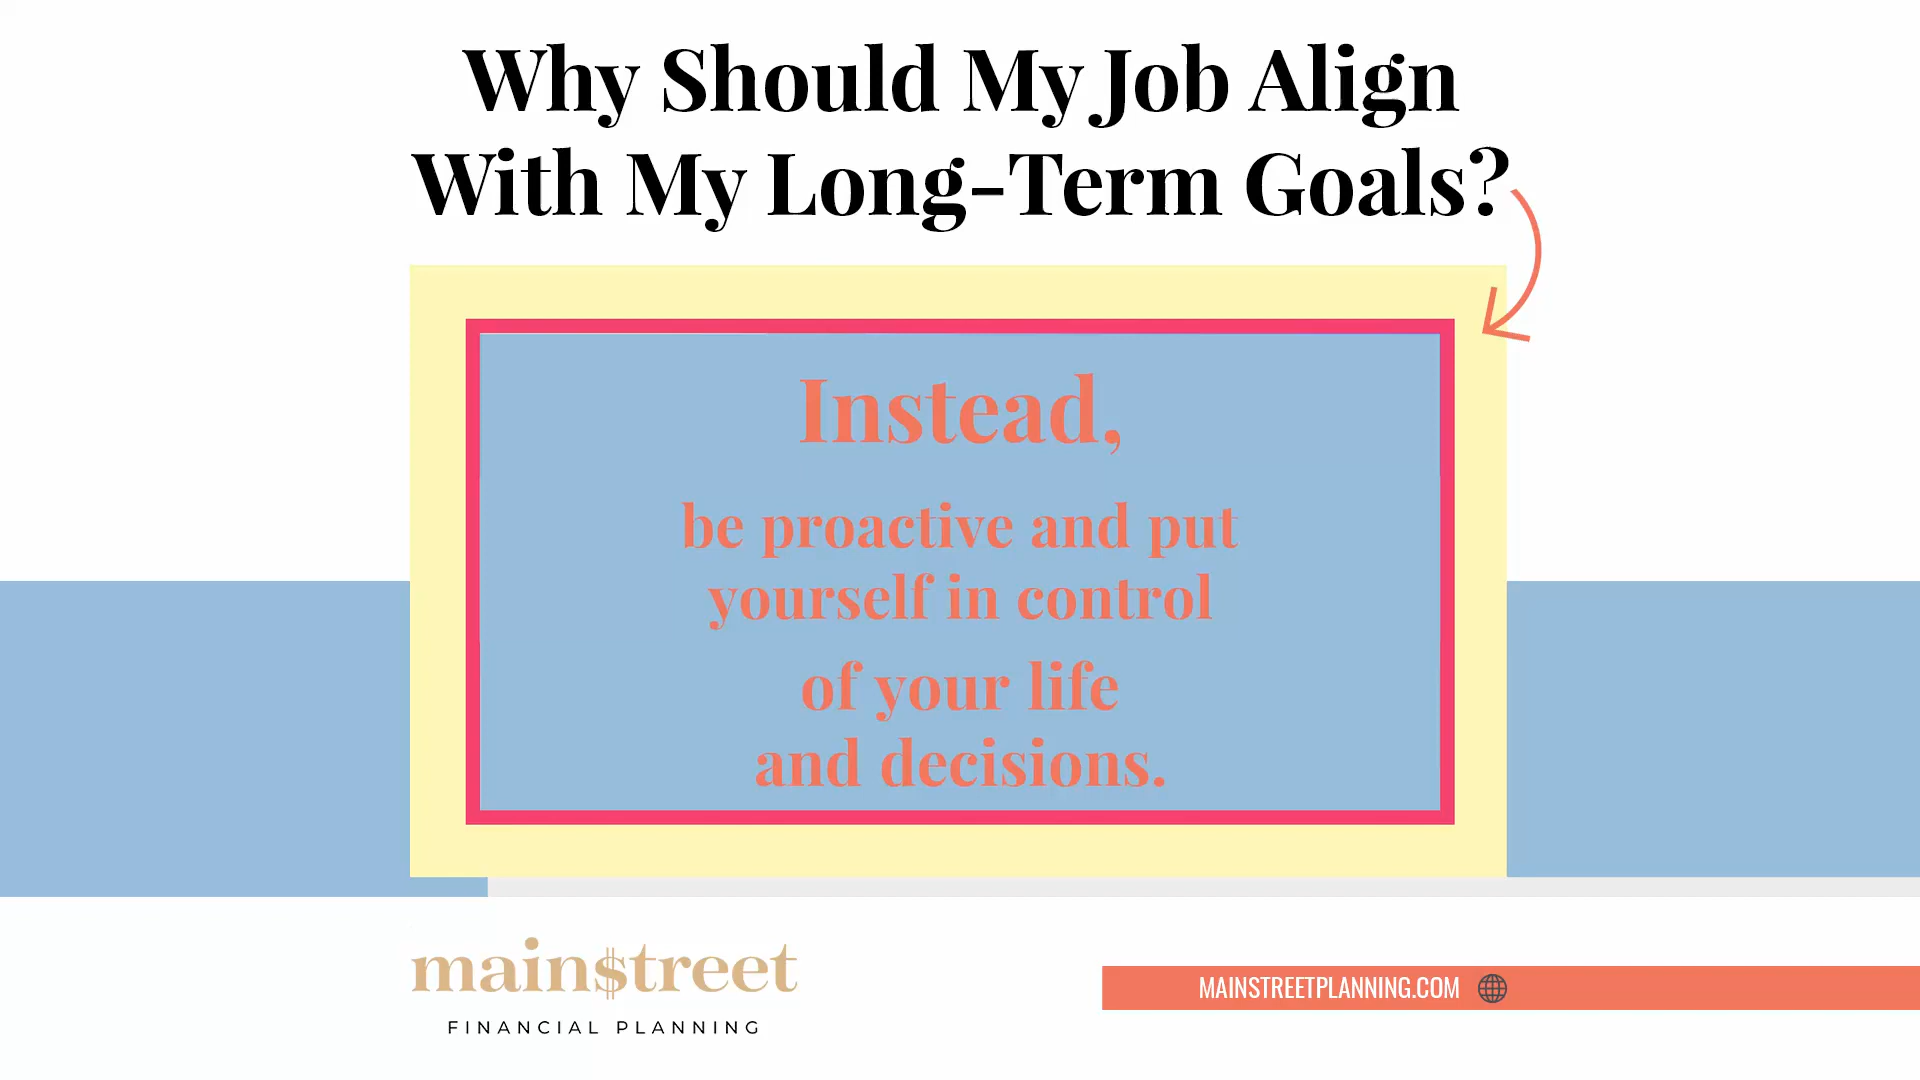 Why Should My Job Align
With My Long-Term Goals?
Instead,
be proactive and put
yourself in control
of your life
and decisions.
main$treet
FINANCIAL PLANNING
MAINSTREETPLANNING.COM